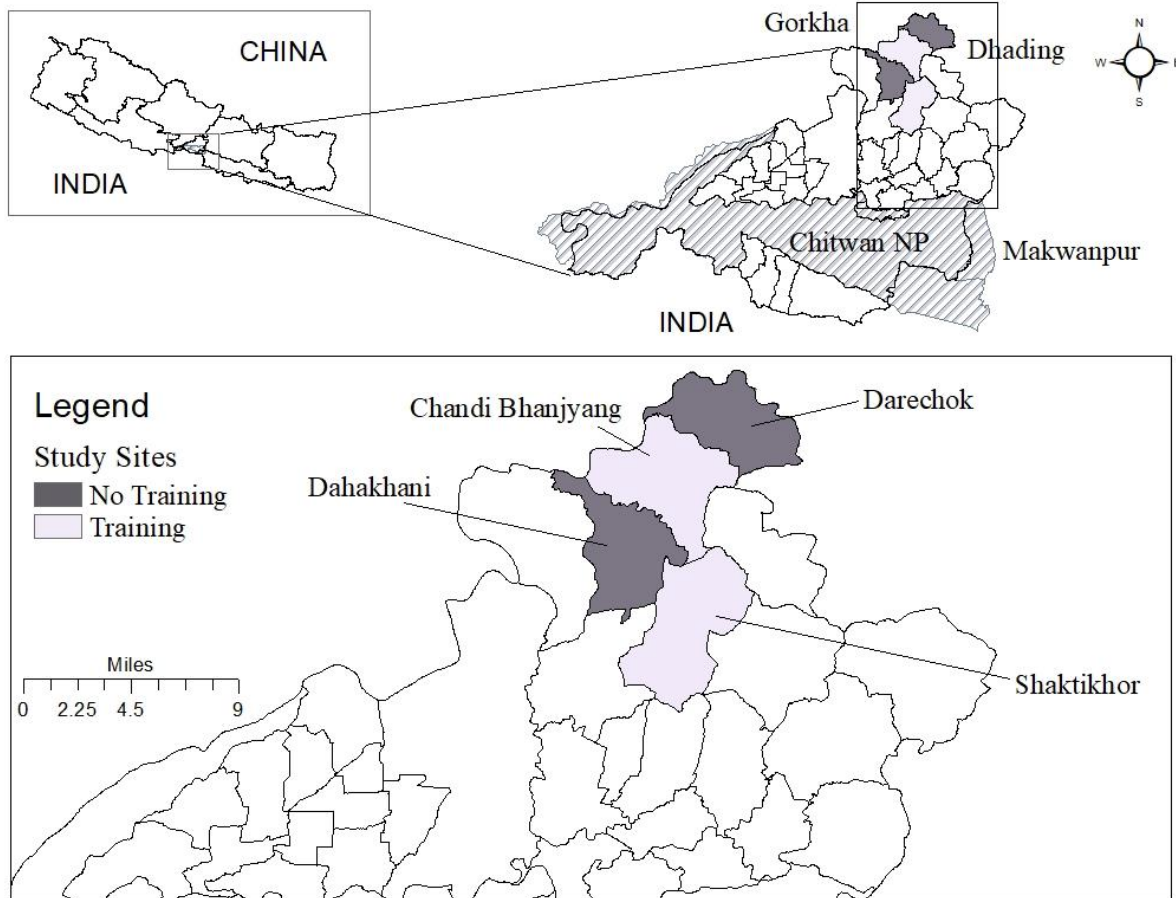 CHINA
INDIA
Gorkha
Dhading
N
W
E
S
Chitwan NP
Makwanpur
INDIA
Legend
Study Sites
No Training
Training
Chandi Bhanjyang
Darechok
Dahakhani
Shaktikhor
Miles
0 2.25 4.5 9